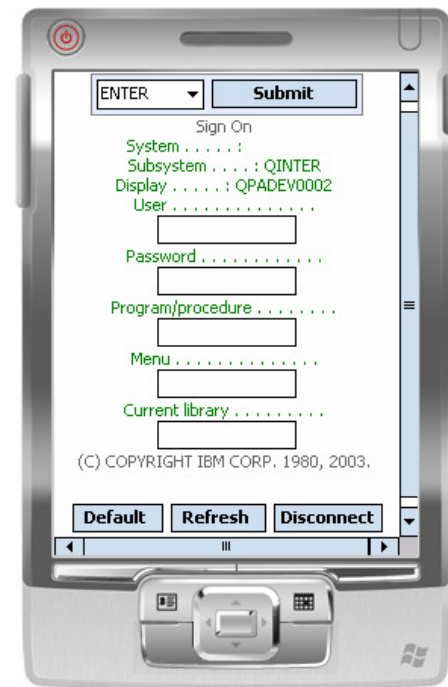 ENTER Submit
Sign On
System . . . . . :
Subsystem . . . . : QINTER
Display . . . . . : QPADEV0002
User . . . . . . . . . . . . . . .
Password . . . . . . . . . . . .
Program/procedure . . . . . . . .
Menu . . . . . . . . . . . . . . .
Current library . . . . . . . . .
(C) COPYRIGHT IBM CORP. 1980, 2003.
Default Refresh Disconnect